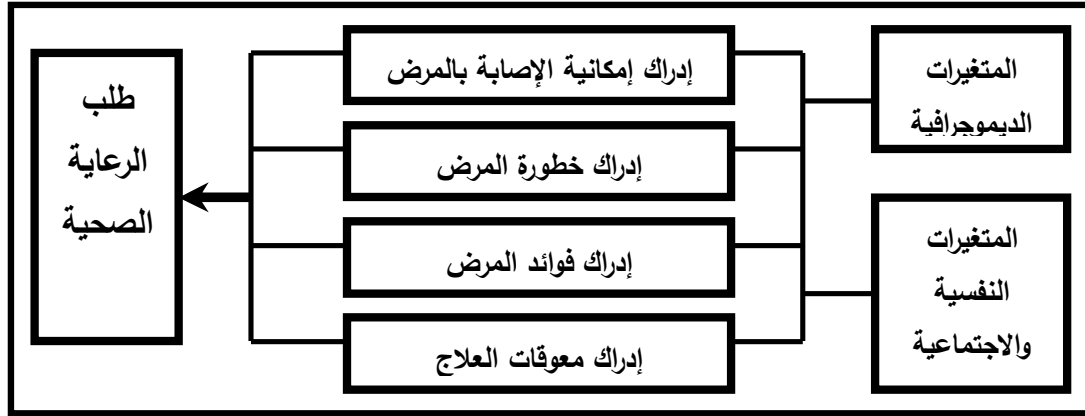 المتغيرات
الديموجرافية
المتغيرات
النفسية
والاجتماعية
إدراك إمكانية الإصابة بالمرض
إدراك خطورة المرض
إدراك فوائد المرض
إدراك معوقات العلاج
طلب
الرعاية
الصحية